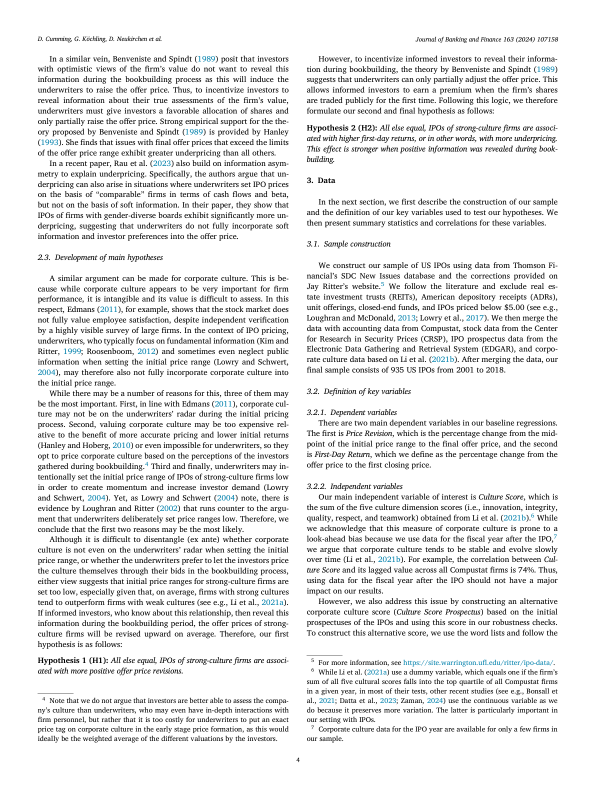 D. Cumming, G. Köchling, D. Neukirchen et al.
Journal of Banking and Finance 163 (2024) 107158
In a similar vein, Benveniste and Spindt (1989) posit that investors
with optimistic views of the firm's value do not want to reveal this
information during the bookbuilding process as this will induce the
underwriters to raise the offer price. Thus, to incentivize investors to
reveal information about their true assessments of the firm's value,
underwriters must give investors a favorable allocation of shares and
only partially raise the offer price. Strong empirical support for the the-
ory proposed by Benveniste and Spindt (1989) is provided by Hanley
(1993). She finds that issues with final offer prices that exceed the limits
of the offer price range exhibit greater underpricing than all others.
In a recent paper, Rau et al. (2023) also build on information asym-
metry to explain underpricing. Specifically, the authors argue that un-
derpricing can also arise in situations where underwriters set IPO prices
on the basis of "comparable" firms in terms of cash flows and beta,
but not on the basis of soft information. In their paper, they show that
IPOs of firms with gender-diverse boards exhibit significantly more un-
derpricing, suggesting that underwriters do not fully incorporate soft
information and investor preferences into the offer price.
2.3. Development of main hypotheses
A similar argument can be made for corporate culture. This is be-
cause while corporate culture appears to be very important for firm
performance, it is intangible and its value is difficult to assess. In this
respect, Edmans (2011), for example, shows that the stock market does
not fully value employee satisfaction, despite independent verification
by a highly visible survey of large firms. In the context of IPO pricing,
underwriters, who typically focus on fundamental information (Kim and
Ritter, 1999; Roosenboom, 2012) and sometimes even neglect public
information when setting the initial price range (Lowry and Schwert,
2004), may therefore also not fully incorporate corporate culture into
the initial price range.
While there may be a number of reasons for this, three of them may
be the most important. First, in line with Edmans (2011), corporate cul-
ture may not be on the underwriters' radar during the initial pricing
process. Second, valuing corporate culture may be too expensive rel-
ative to the benefit of more accurate pricing and lower initial returns
(Hanley and Hoberg, 2010) or even impossible for underwriters, so they
opt to price corporate culture based on the perceptions of the investors
gathered during bookbuilding.4 Third and finally, underwriters may in-
tentionally set the initial price range of IPOs of strong-culture firms low
in order to create momentum and increase investor demand (Lowry
and Schwert, 2004). Yet, as Lowry and Schwert (2004) note, there is
evidence by Loughran and Ritter (2002) that runs counter to the argu-
ment that underwriters deliberately set price ranges low. Therefore, we
conclude that the first two reasons may be the most likely.
Although it is difficult to disentangle (ex ante) whether corporate
culture is not even on the underwriters' radar when setting the initial
price range, or whether the underwriters prefer to let the investors price
the culture themselves through their bids in the bookbuilding process,
either view suggests that initial price ranges for strong-culture firms are
set too low, especially given that, on average, firms with strong cultures
tend to outperform firms with weak cultures (see e.g., Li et al., 2021a).
If informed investors, who know about this relationship, then reveal this
information during the bookbuilding period, the offer prices of strong-
culture firms will be revised upward on average. Therefore, our first
hypothesis is as follows:
Hypothesis 1 (H1): All else equal, IPOs of strong-culture firms are associ-
ated with more positive offer price revisions.
4 Note that we do not argue that investors are better able to assess the compa-
ny's culture than underwriters, who may even have in-depth interactions with
firm personnel, but rather that it is too costly for underwriters to put an exact
price tag on corporate culture in the early stage price formation, as this would
ideally be the weighted average of the different valuations by the investors.
However, to incentivize informed investors to reveal their informa-
tion during bookbuilding, the theory by Benveniste and Spindt (1989)
suggests that underwriters can only partially adjust the offer price. This
allows informed investors to earn a premium when the firm's shares
are traded publicly for the first time. Following this logic, we therefore
formulate our second and final hypothesis as follows:
Hypothesis 2 (H2): All else equal, IPOs of strong-culture firms are associ-
ated with higher first-day returns, or in other words, with more underpricing.
This effect is stronger when positive information was revealed during book-
building.
3. Data
In the next section, we first describe the construction of our sample
and the definition of our key variables used to test our hypotheses. We
then present summary statistics and correlations for these variables.
3.1. Sample construction
We construct our sample of US IPOs using data from Thomson Fi-
nancial's SDC New Issues database and the corrections provided on
Jay Ritter's website.5 We follow the literature and exclude real es-
tate investment trusts (REITs), American depository receipts (ADRs),
unit offerings, closed-end funds, and IPOs priced below $5.00 (see e.g.,
Loughran and McDonald, 2013; Lowry et al., 2017). We then merge the
data with accounting data from Compustat, stock data from the Center
for Research in Security Prices (CRSP), IPO prospectus data from the
Electronic Data Gathering and Retrieval System (EDGAR), and corpo-
rate culture data based on Li et al. (2021b). After merging the data, our
final sample consists of 935 US IPOs from 2001 to 2018.
3.2. Definition of key variables
3.2.1. Dependent variables
There are two main dependent variables in our baseline regressions.
The first is Price Revision, which is the percentage change from the mid-
point of the initial price range to the final offer price, and the second
is First-Day Return, which we define as the percentage change from the
offer price to the first closing price.
3.2.2. Independent variables
Our main independent variable of interest is Culture Score, which is
the sum of the five culture dimension scores (i.e., innovation, integrity,
quality, respect, and teamwork) obtained from Li et al. (2021b).6 While
we acknowledge that this measure of corporate culture is prone to a
look-ahead bias because we use data for the fiscal year after the IPO,7
we argue that corporate culture tends to be stable and evolve slowly
over time (Li et al., 2021b). For example, the correlation between Cul-
ture Score and its lagged value across all Compustat firms is 74%. Thus,
using data for the fiscal year after the IPO should not have a major
impact on our results.
However, we also address this issue by constructing an alternative
corporate culture score (Culture Score Prospectus) based on the initial
prospectuses of the IPOs and using this score in our robustness checks.
To construct this alternative score, we use the word lists and follow the
5 For more information, see https://site.warrington.ufl.edu/ritter/ipo-data/.
6 While Li et al. (2021a) use a dummy variable, which equals one if the firm's
sum of all five cultural scores falls into the top quartile of all Compustat firms
in a given year, in most of their tests, other recent studies (see e.g., Bonsall et
al., 2021; Datta et al., 2023; Zaman, 2024) use the continuous variable as we
do because it preserves more variation. The latter is particularly important in
our setting with IPOs.
7 Corporate culture data for the IPO year are available for only a few firms in
our sample.
4